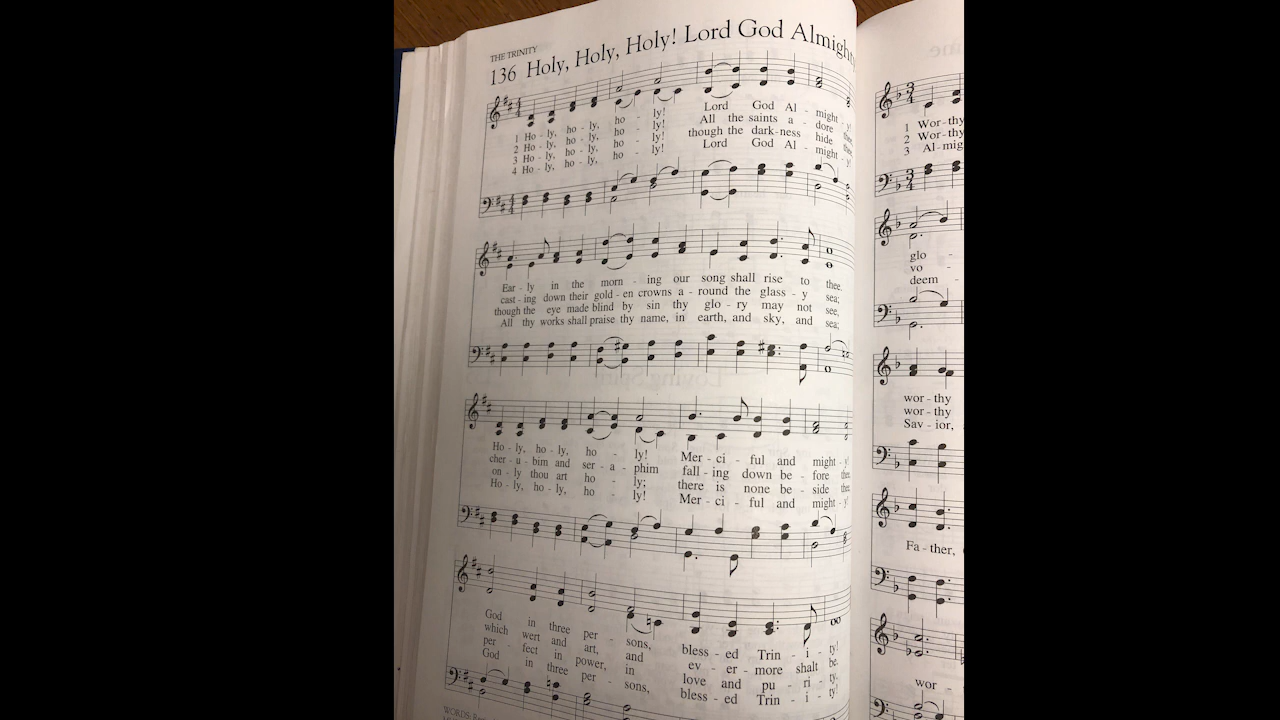 THE TRINITY
136 Holy, Holy, Holy! Lord God Almighty
1 Ho - ly, ho - ly, ho - ly! Lord God Al - might - y!
2 Ho - ly, ho - ly, ho - ly! All the saints a - dore
3 Ho - ly, ho - ly, ho - ly! though the dark - ness hide
4 Ho - ly, ho - ly, ho - ly! Lord God Al - might - y!
Ear - ly in the morn - ing our song shall rise to thee.
cast - ing down their gold - en crowns a - round the glass - y sea;
though the eye made blind by sin thy glo - ry may not see,
All thy works shall praise thy name, in earth, and sky, and sea;
Ho - ly, ho - ly, ho - ly! Mer - ci - ful and might - y!
cher - u - bim and ser - a - phim fall - ing down be - fore
on - ly thou art ho - ly; there is none be - side
Ho - ly, ho - ly, ho - ly! Mer - ci - ful and might - y!
God in three per - sons, bless - ed Trin - i - ty!
which wert and art, and ev - er - more shalt be.
per - fect in power, in love and pu - ri - ty.
God in three per - sons, bless - ed Trin - i - ty!
WORDS:
1 Wor - thy
2 Wor - thy
3 Al - mig
glo -
vo -
deem -
wor - thy
wor - thy
Sav - ior,
Fa - ther,
wor -